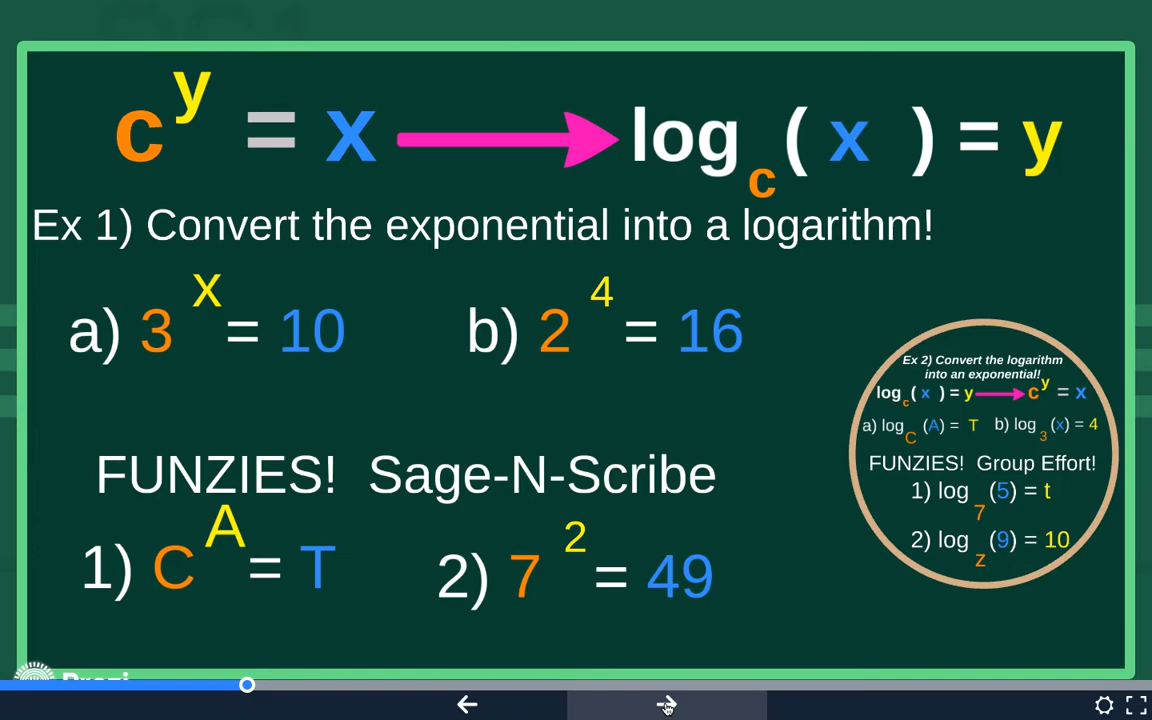 c^y = x → log_c ( x ) = y
Ex 1) Convert the exponential into a logarithm!
a) 3^x = 10 b) 2^4 = 16
FUNZIES! Sage-N-Scribe
1) C^A = T 2) 7^2 = 49
Ex 2) Convert the logarithm
into an exponential!
log_c ( x ) = y → c^y = x
a) log_C (A) = T b) log_3 (x) = 4
FUNZIES! Group Effort!
1) log_7 (5) = t
2) log_z (9) = 10
Prezi